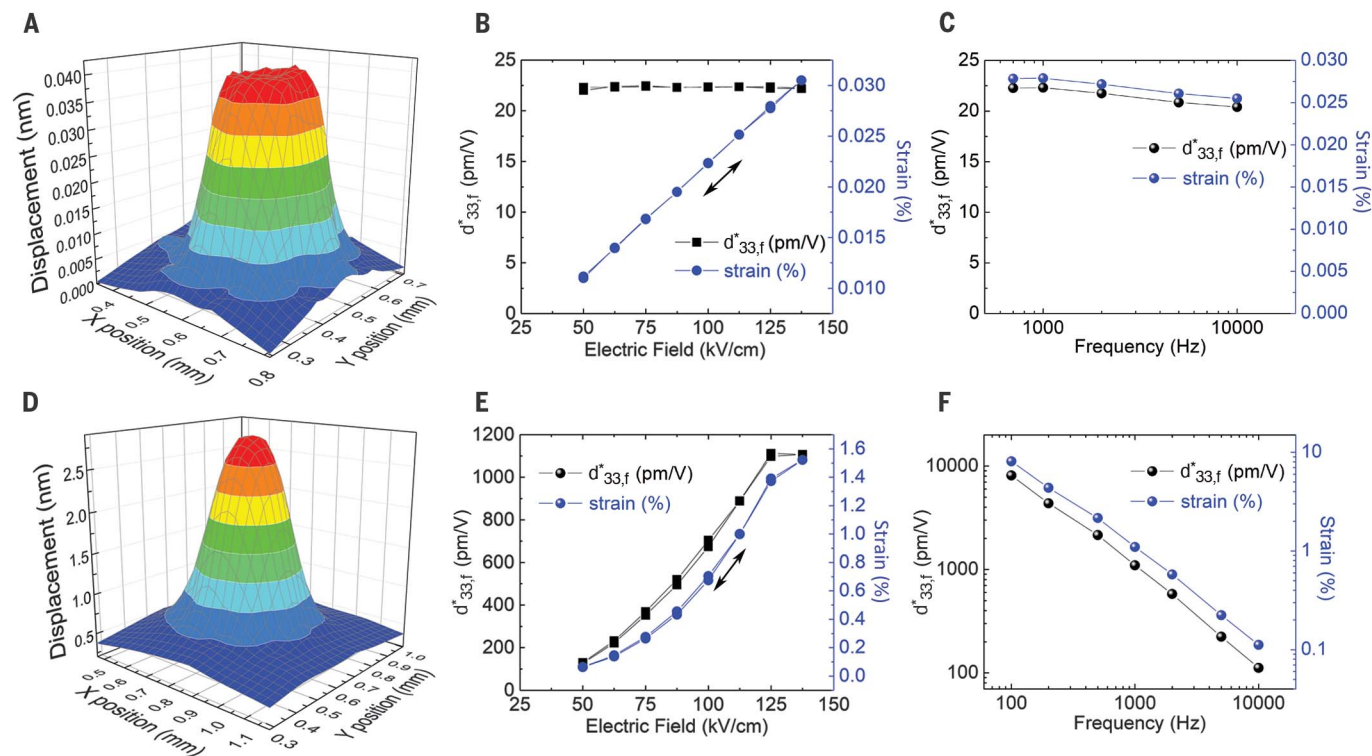 A
Displacement (nm)
0.040
0.035
0.030
0.025
0.020
0.015
0.010
0.005
0.000
0.4
0.5
0.6
0.7
0.8
X position (mm)
0.3
0.4
0.5
0.6
0.7
Y position (mm)
B
d*33,f (pm/V)
25
20
15
10
5
0
d*33,f (pm/V)
strain (%)
0.030
0.025
0.020
0.015
0.010
Strain (%)
25 50 75 100 125 150
Electric Field (kV/cm)
C
d*33,f (pm/V)
25
20
15
10
5
0
d*33,f (pm/V)
strain (%)
0.030
0.025
0.020
0.015
0.010
0.005
0.000
Strain (%)
1000 10000
Frequency (Hz)
D
Displacement (nm)
2.5
2.0
1.5
1.0
0.5
0.5
0.6
0.7
0.8
0.9
1.0
1.1
X position (mm)
0.3
0.4
0.5
0.6
0.7
0.8
0.9
1.0
Y position (mm)
E
d*33,f (pm/V)
1200
1000
800
600
400
200
0
d*33,f (pm/V)
strain (%)
1.6
1.4
1.2
1.0
0.8
0.6
0.4
0.2
0.0
Strain (%)
25 50 75 100 125 150
Electric Field (kV/cm)
F
d*33,f (pm/V)
10000
1000
100
d*33,f (pm/V)
strain (%)
10
1
0.1
Strain (%)
100 1000 10000
Frequency (Hz)